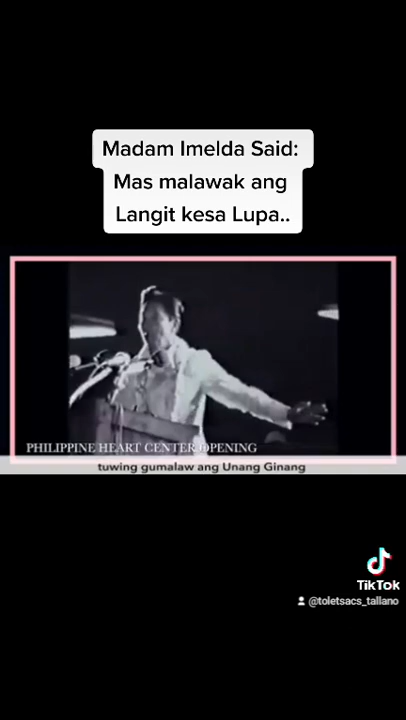 Madam Imelda Said:
Mas malawak ang
Langit kesa Lupa..
PHILIPPINE HEART CENTER OPENING
tuwing gumalaw ang Unang Ginang
TikTok
@toletsacs_tallano